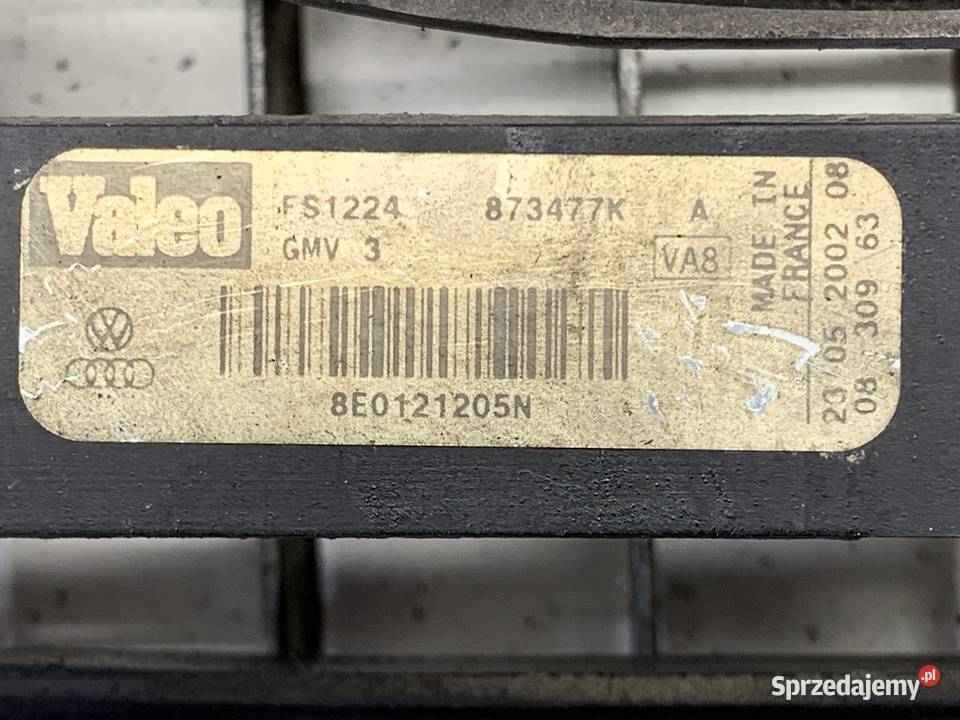 Valeo
FS1224 873477K A
GMV 3
VA8
8E0121205N
MADE IN
FRANCE
23 05/2002 08
08 309 63
Sprzedajemy.pl